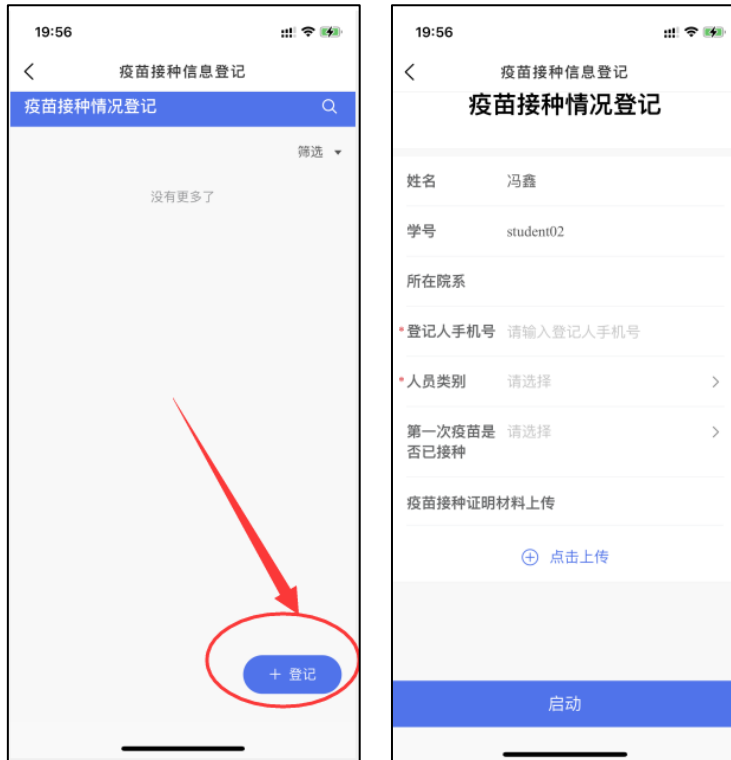 19:56
疫苗接种信息登记
疫苗接种情况登记
筛选
没有更多了
+ 登记
19:56
疫苗接种信息登记
疫苗接种情况登记
姓名 冯鑫
学号 student02
所在院系
*登记人手机号 请输入登记人手机号
*人员类别 请选择
第一次疫苗是 请选择
否已接种
疫苗接种证明材料上传
点击上传
启动